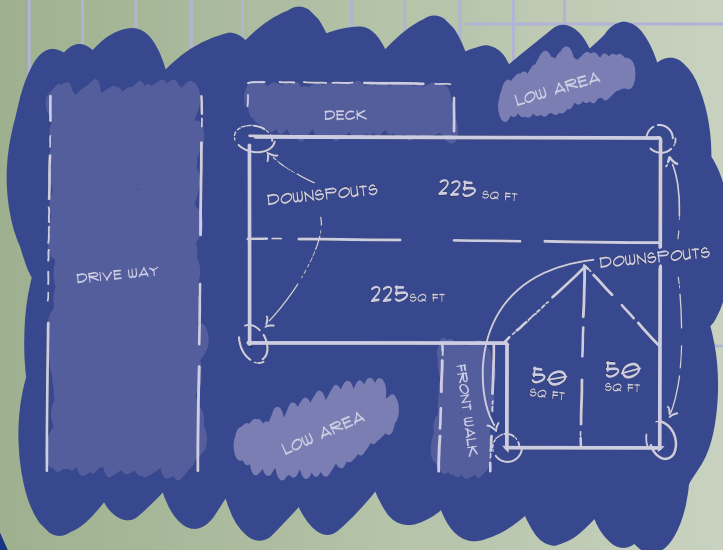 LOW AREA
DECK
DOWNSPOUTS
225 SQ FT
DRIVE WAY
DOWNSPOUTS
225 SQ FT
50
SQ FT
50
SQ FT
FRONT WALK
LOW AREA